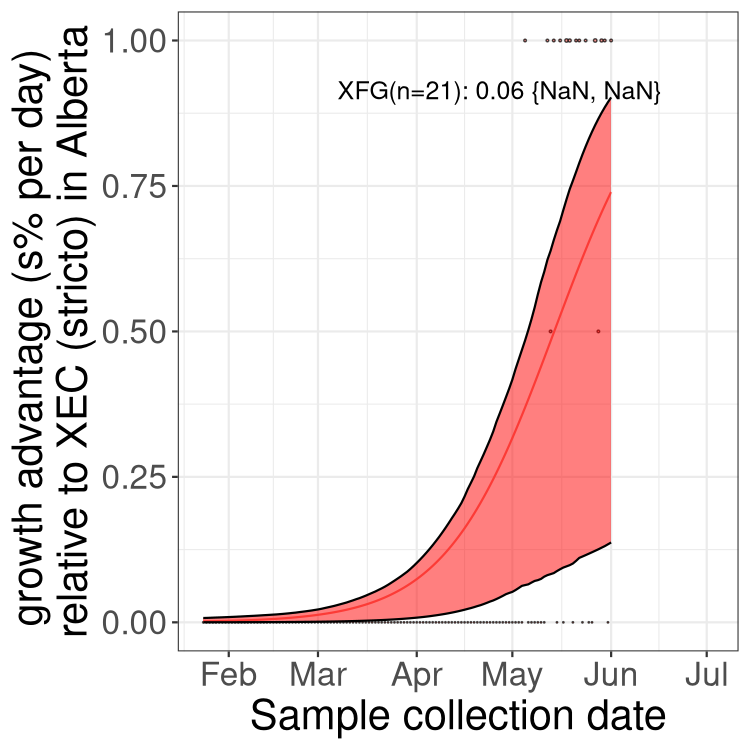 growth advantage (s% per day)
relative to XEC (stricto) in Alberta
1.00
0.75
0.50
0.25
0.00
XFG(n=21): 0.06 {NaN, NaN}
Feb Mar Apr May Jun Jul
Sample collection date